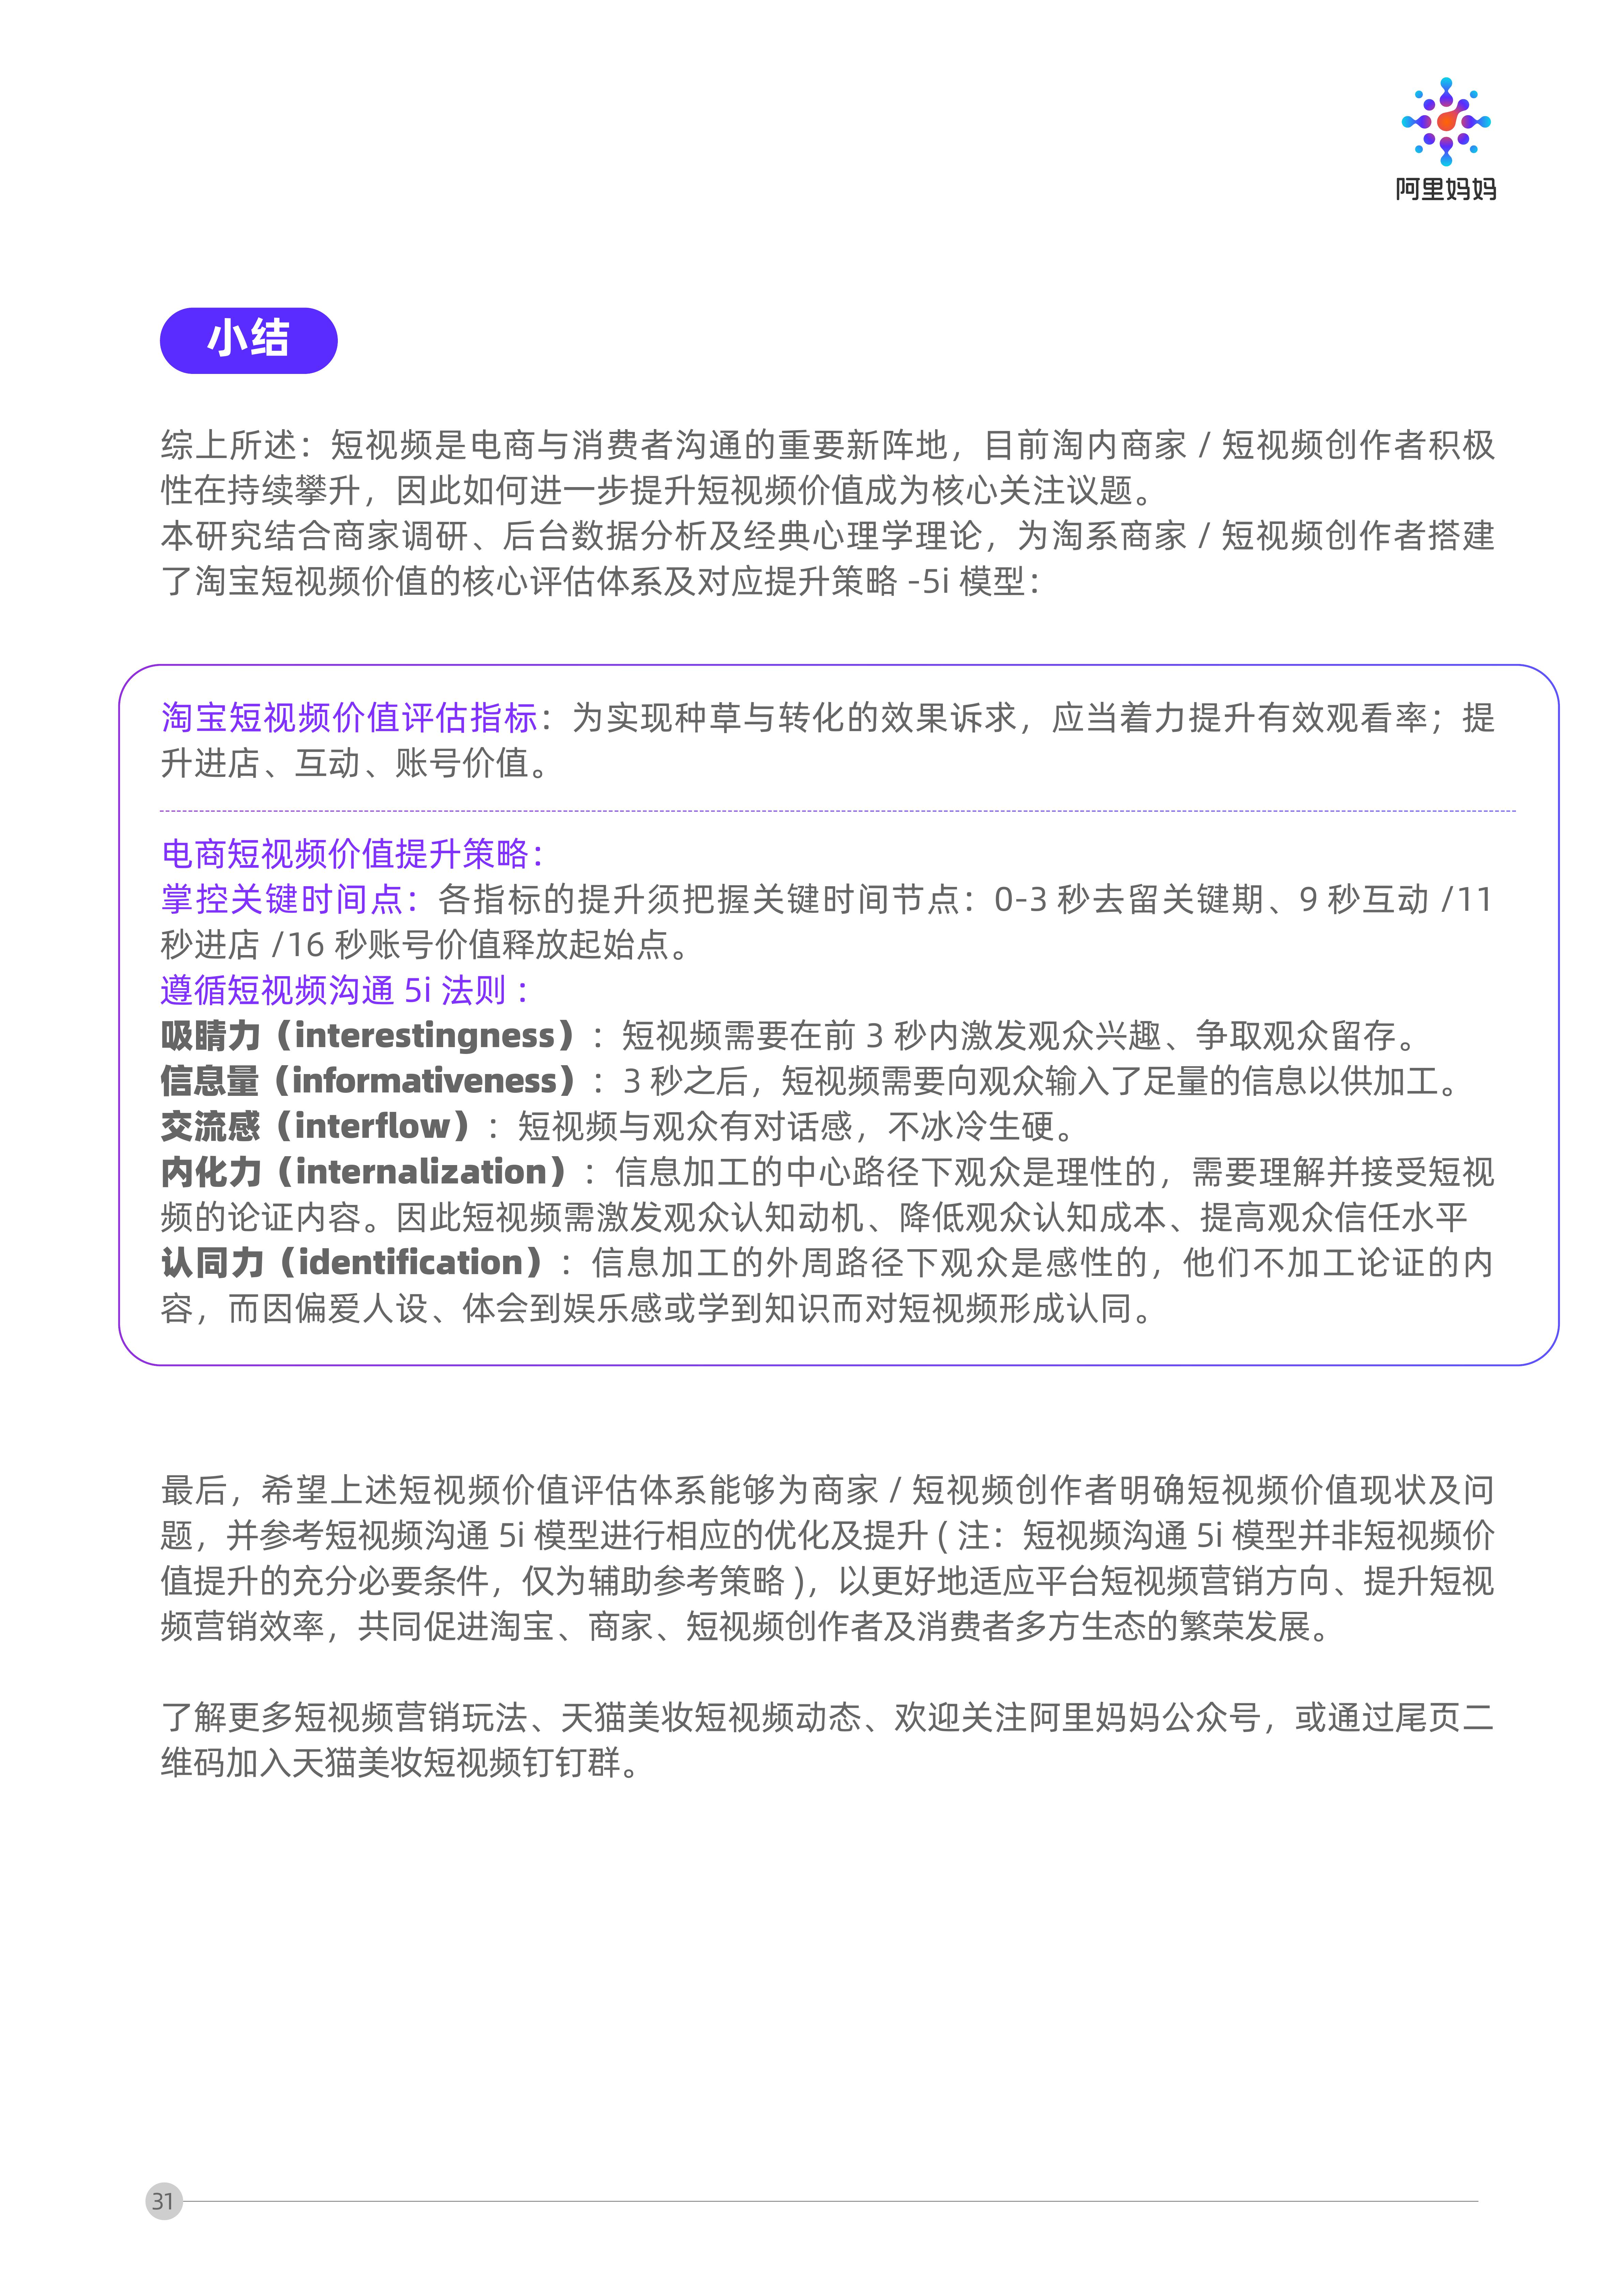 阿里妈妈
小结
综上所述：短视频是电商与消费者沟通的重要新阵地，目前淘内商家 / 短视频创作者积极
性在持续攀升，因此如何进一步提升短视频价值成为核心关注议题。
本研究结合商家调研、后台数据分析及经典心理学理论，为淘系商家 / 短视频创作者搭建
了淘宝短视频价值的核心评估体系及对应提升策略 -5i 模型：
淘宝短视频价值评估指标：为实现种草与转化的效果诉求，应当着力提升有效观看率；提
升进店、互动、账号价值。
电商短视频价值提升策略：
掌控关键时间点：各指标的提升须把握关键时间节点：0-3 秒去留关键期、9 秒互动 /11
秒进店 /16 秒账号价值释放起始点。
遵循短视频沟通 5i 法则 ：
吸睛力（interestingness）：短视频需要在前 3 秒内激发观众兴趣、争取观众留存。
信息量（informativeness）：3 秒之后，短视频需要向观众输入了足量的信息以供加工。
交流感（interflow）：短视频与观众有对话感，不冰冷生硬。
内化力（internalization）：信息加工的中心路径下观众是理性的，需要理解并接受短视
频的论证内容。因此短视频需激发观众认知动机、降低观众认知成本、提高观众信任水平
认同力（identification）：信息加工的外周路径下观众是感性的，他们不加工论证的内
容，而因偏爱人设、体会到娱乐感或学到知识而对短视频形成认同。
最后，希望上述短视频价值评估体系能够为商家 / 短视频创作者明确短视频价值现状及问
题，并参考短视频沟通 5i 模型进行相应的优化及提升 ( 注：短视频沟通 5i 模型并非短视频价
值提升的充分必要条件，仅为辅助参考策略 )，以更好地适应平台短视频营销方向、提升短视
频营销效率，共同促进淘宝、商家、短视频创作者及消费者多方生态的繁荣发展。
了解更多短视频营销玩法、天猫美妆短视频动态、欢迎关注阿里妈妈公众号，或通过尾页二
维码加入天猫美妆短视频钉钉群。
31